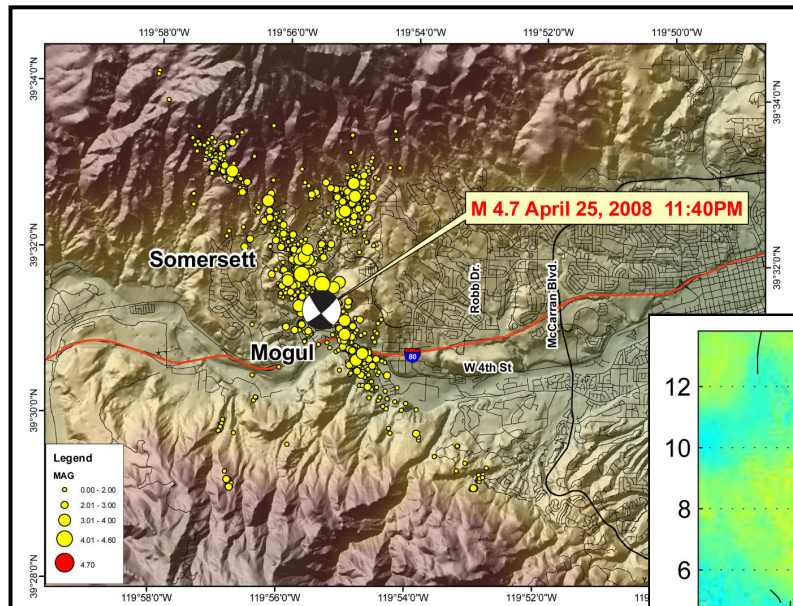 119°58'0"W 119°56'0"W 119°54'0"W 119°52'0"W 119°50'0"W
39°34'0"N
39°34'0"N
M 4.7 April 25, 2008 11:40PM
39°32'0"N
39°32'0"N
Somersett
Robb Dr.
McCarran Blvd.
Mogul
80
W 4th St
39°30'0"N
Legend
MAG
0.00 - 2.00
2.01 - 3.00
3.01 - 4.00
4.01 - 4.60
4.70
39°28'0"N
119°58'0"W 119°56'0"W 119°54'0"W 119°52'0"W
12
10
8
6